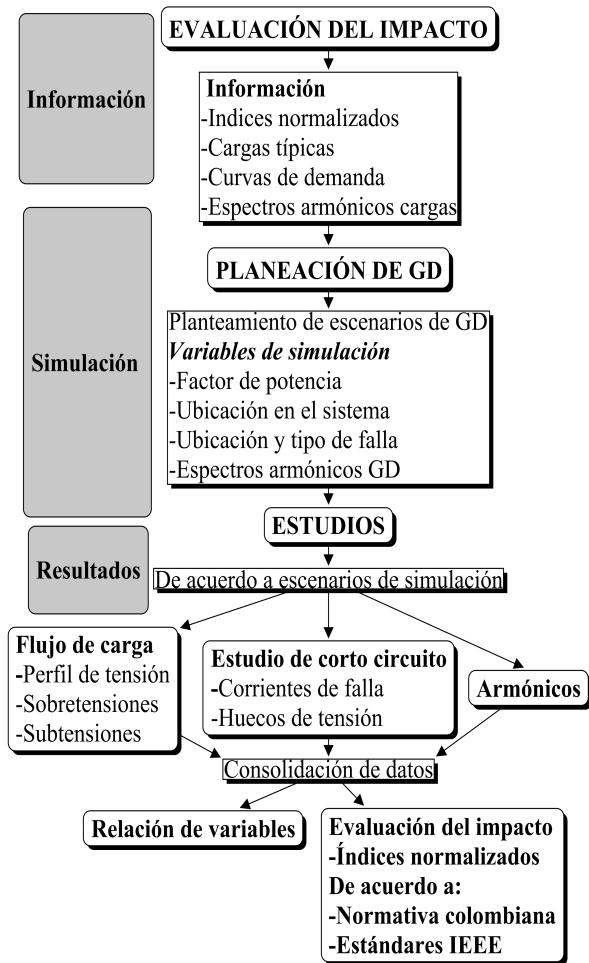 EVALUACIÓN DEL IMPACTO
Información
Información
-Indices normalizados
-Cargas típicas
-Curvas de demanda
-Espectros armónicos cargas
PLANEACIÓN DE GD
Simulación
Planteamiento de escenarios de GD
Variables de simulación
-Factor de potencia
-Ubicación en el sistema
-Ubicación y tipo de falla
-Espectros armónicos GD
ESTUDIOS
Resultados
De acuerdo a escenarios de simulación
Flujo de carga
-Perfil de tensión
-Sobretensiones
-Subtensiones
Estudio de corto circuito
-Corrientes de falla
-Huecos de tensión
Armónicos
Consolidación de datos
Relación de variables
Evaluación del impacto
-Índices normalizados
De acuerdo a:
-Normativa colombiana
-Estándares IEEE